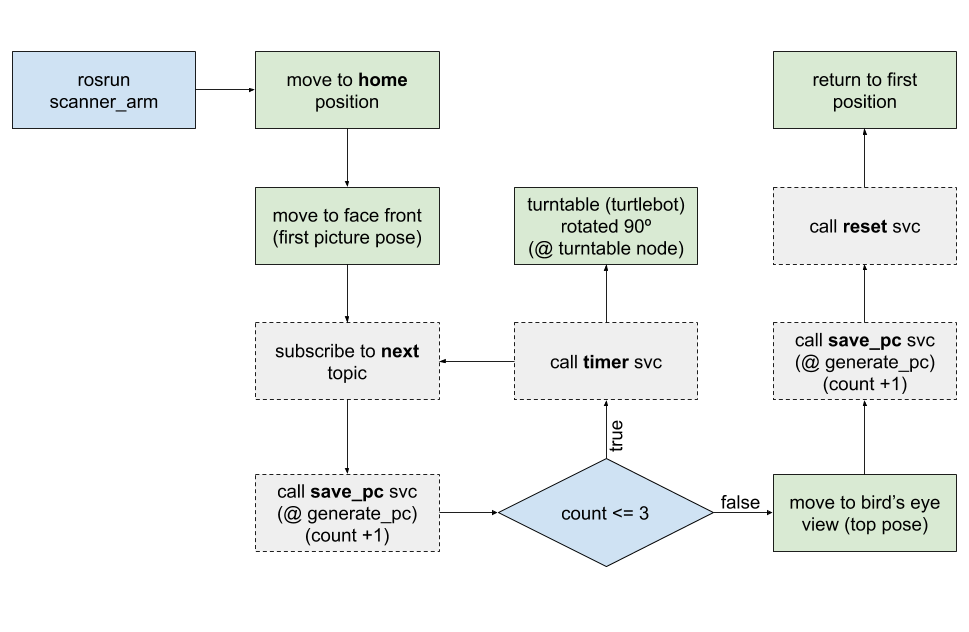 rosrun
scanner_arm
move to home
position
return to first
position
move to face front
(first picture pose)
turntable (turtlebot)
rotated 90º
(@ turntable node)
call reset svc
subscribe to next
topic
call timer svc
call save_pc svc
(@ generate_pc)
(count +1)
true
call save_pc svc
(@ generate_pc)
(count +1)
count <= 3
false
move to bird's eye
view (top pose)